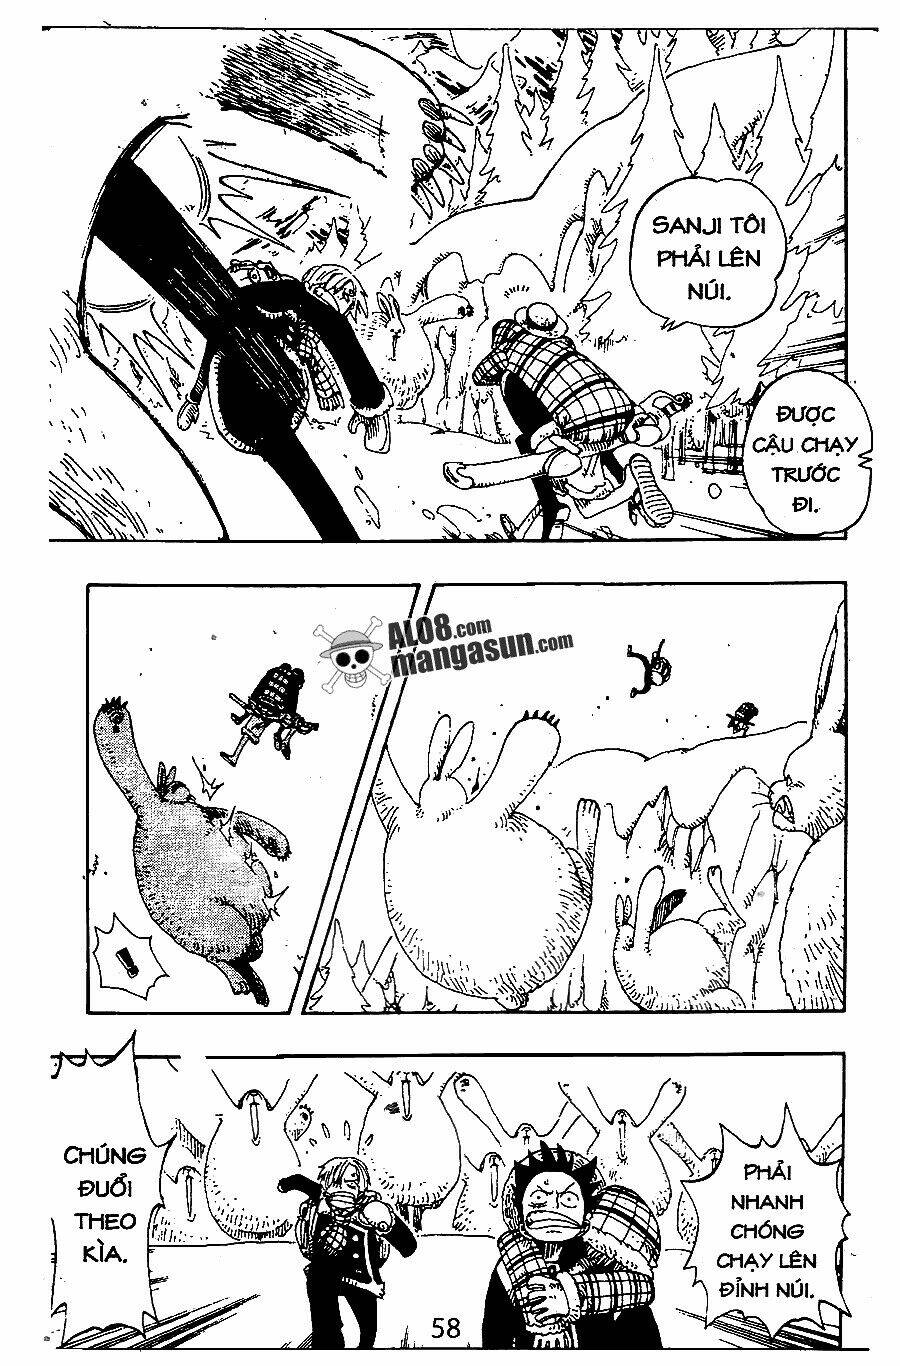 SANJI TÔI
PHẢI LÊN
NÚI.
ĐƯỢC
CẬU CHẠY
TRƯỚC
ĐI.
AL08.com
mangasun.com
!
PHẢI
NHANH
CHÓNG
CHẠY LÊN
ĐỈNH NÚI.
CHÚNG
ĐUỔI
THEO
KÌA.
58